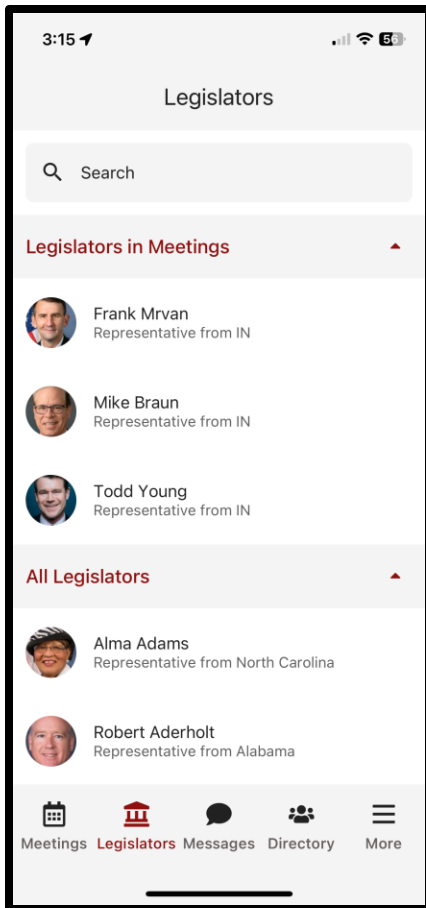 3:15
56
Legislators
Search
Legislators in Meetings
Frank Mrvan
Representative from IN
Mike Braun
Representative from IN
Todd Young
Representative from IN
All Legislators
Alma Adams
Representative from North Carolina
Robert Aderholt
Representative from Alabama
Meetings Legislators Messages Directory More